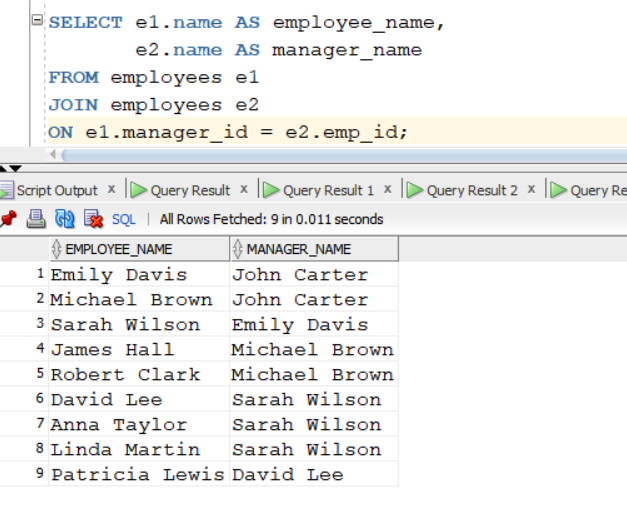 SELECT e1.name AS employee_name,
e2.name AS manager_name
FROM employees e1
JOIN employees e2
ON e1.manager_id = e2.emp_id;
Script Output x Query Result x Query Result 1 x Query Result 2 x Query Re
SQL | All Rows Fetched: 9 in 0.011 seconds
EMPLOYEE_NAME MANAGER_NAME
1 Emily Davis John Carter
2 Michael Brown John Carter
3 Sarah Wilson Emily Davis
4 James Hall Michael Brown
5 Robert Clark Michael Brown
6 David Lee Sarah Wilson
7 Anna Taylor Sarah Wilson
8 Linda Martin Sarah Wilson
9 Patricia Lewis David Lee